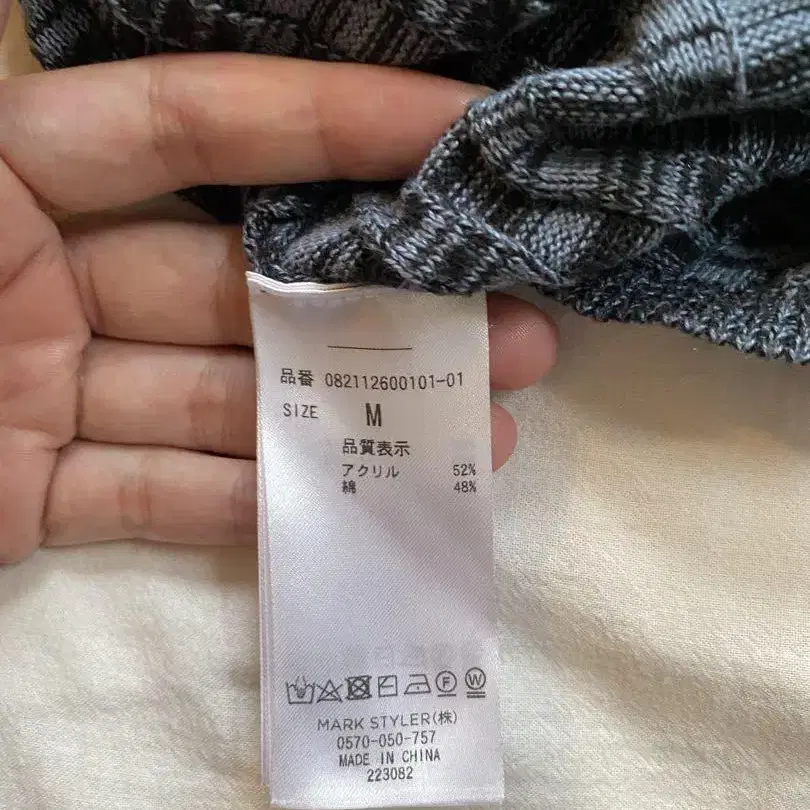 品番 082112600101-01
SIZE M
品質表示
アクリル 52%
綿 48%
F W
MARK STYLER(株)
0570-050-757
MADE IN CHINA
223082